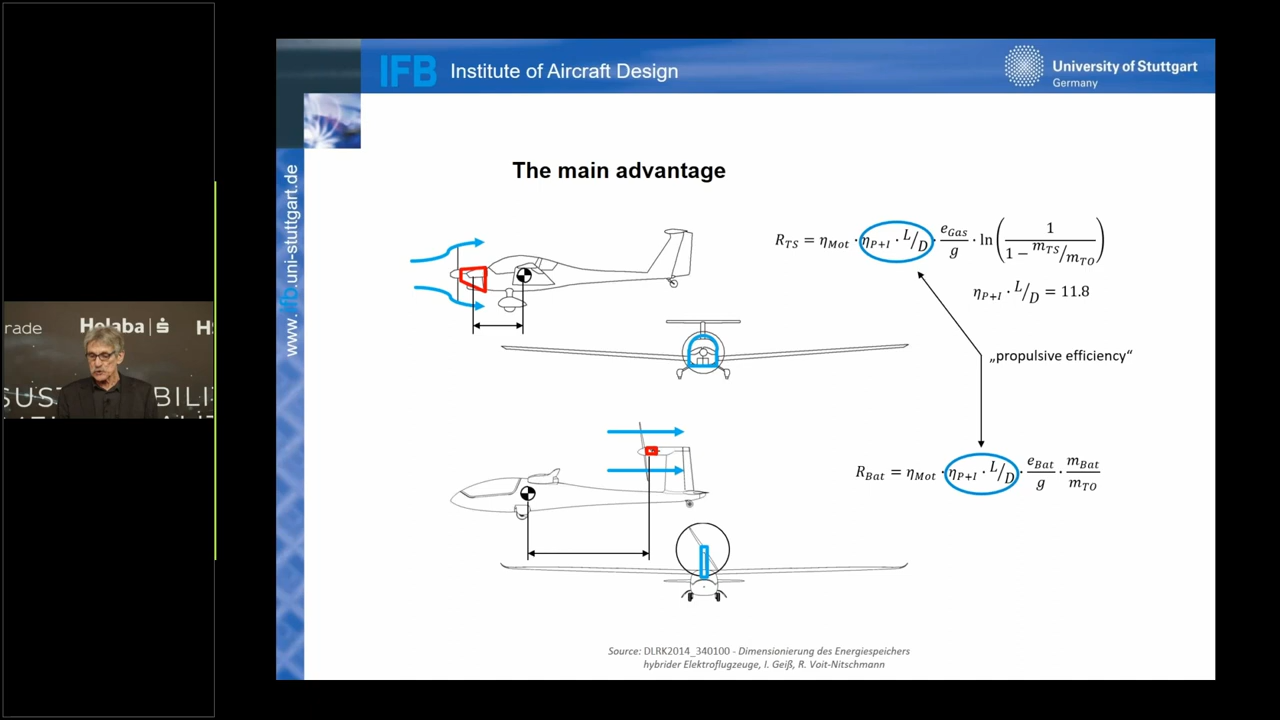 IFB Institute of Aircraft Design
University of Stuttgart
Germany
www.ifb.uni-stuttgart.de
The main advantage
R_TS = η_Mot · η_P+I · L/D · e_Gas/g · ln(1/(1 − m_TS/m_TO))
η_P+I · L/D = 11.8
„propulsive efficiency“
R_Bat = η_Mot · η_P+I · L/D · e_Bat/g · m_Bat/m_TO
Source: DLRK2014_340100 - Dimensionierung des Energiespeichers
hybrider Elektroflugzeuge, I. Geiß, R. Voit-Nitschmann
rade Helaba
SUS BILI